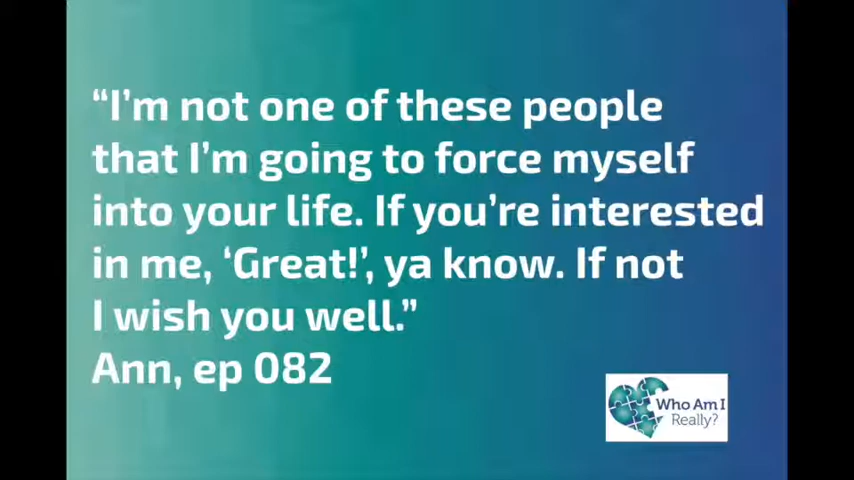 “I’m not one of these people
that I’m going to force myself
into your life. If you’re interested
in me, ‘Great!’, ya know. If not
I wish you well.”
Ann, ep 082
Who Am I
Really?